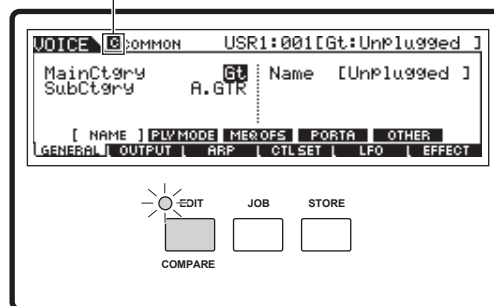 VOICE C COMMON USR1:001[Gt:Unplugged ]
MainCtgry Gt Name [Unplugged ]
SubCtgry A.GTR
[ NAME ] PLYMODE MEQOFS PORTA OTHER
GENERAL OUTPUT ARP CTLSET LFO EFFECT
EDIT JOB STORE
COMPARE